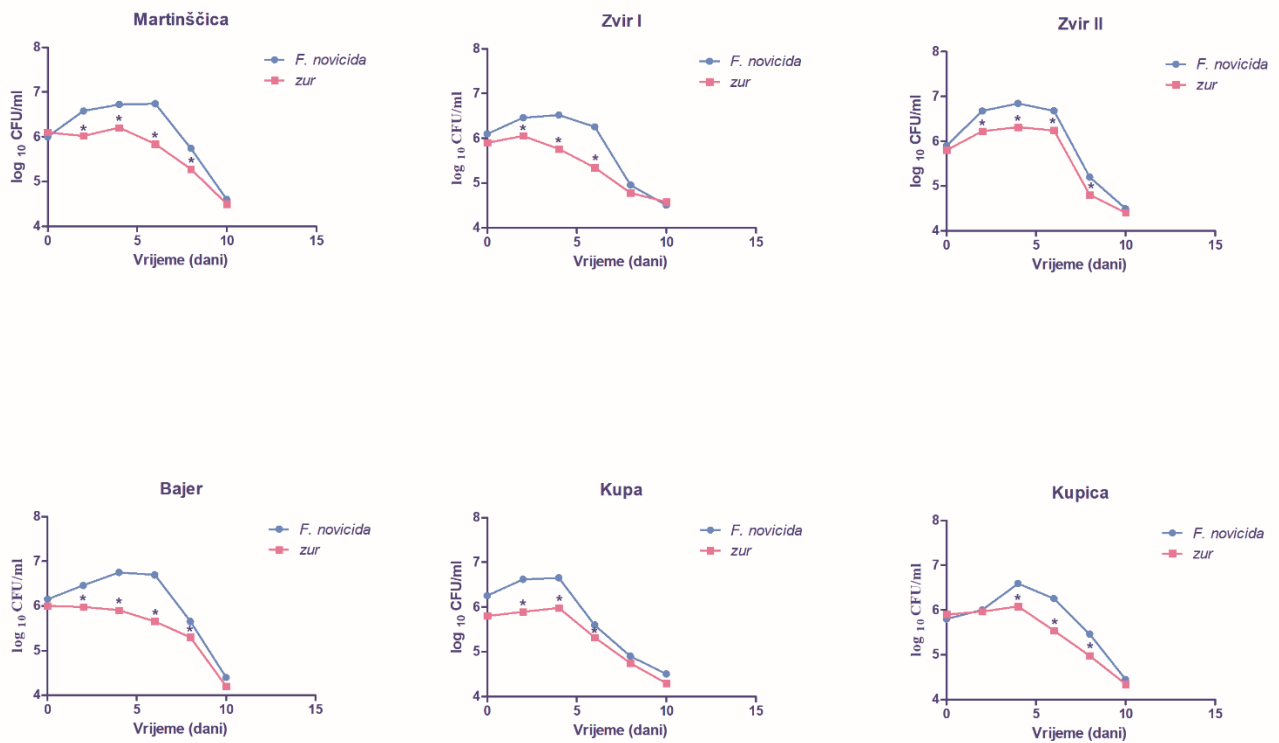 Martinščica
F. novicida
zur
log 10 CFU/ml
8
7
6
5
4
* * * *
0 5 10 15
Vrijeme (dani)
Zvir I
F. novicida
zur
log 10 CFU/ml
8
7
6
5
4
* * *
0 5 10 15
Vrijeme (dani)
Zvir II
F. novicida
zur
log 10 CFU/ml
8
7
6
5
4
* * * *
0 5 10 15
Vrijeme (dani)
Bajer
F. novicida
zur
log 10 CFU/ml
8
7
6
5
4
* * * *
0 5 10 15
Vrijeme (dani)
Kupa
F. novicida
zur
log 10 CFU/ml
8
7
6
5
4
* * *
0 5 10 15
Vrijeme (dani)
Kupica
F. novicida
zur
log 10 CFU/ml
8
7
6
5
4
* * *
0 5 10 15
Vrijeme (dani)